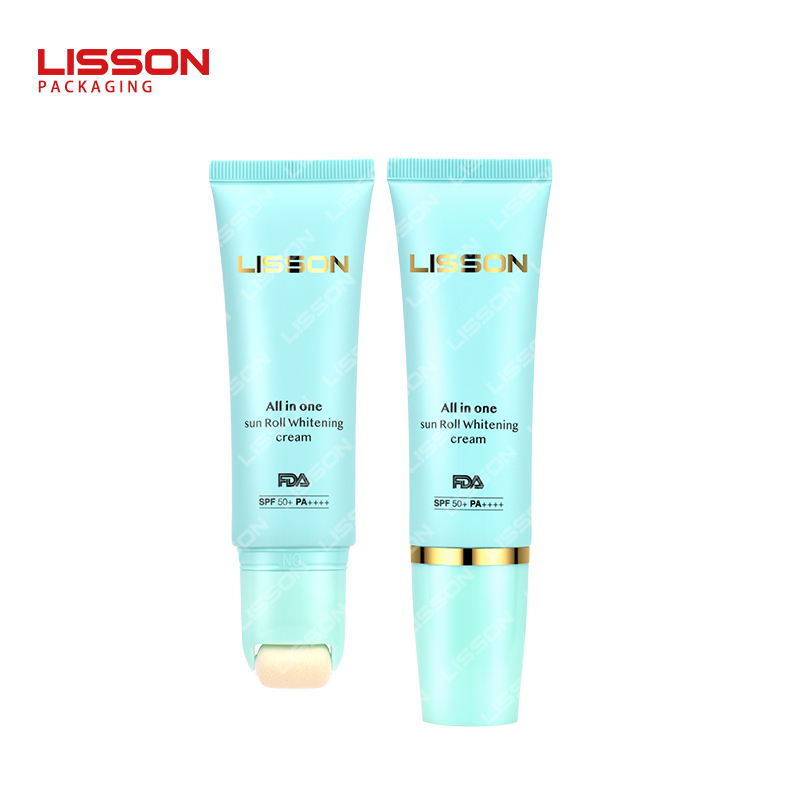 LISSON
PACKAGING
LISSON
All in one
sun Roll Whitening
cream
FDA
SPF 50+ PA++++
NO
LISSON
All in one
sun Roll Whitening
cream
FDA
SPF 50+ PA++++